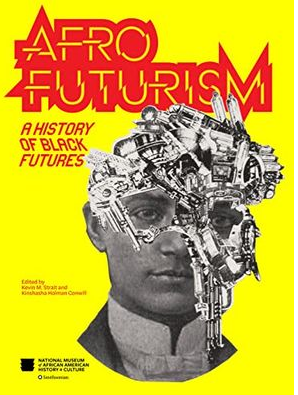 AFRO
FUTURISM
A HISTORY
OF BLACK
FUTURES
Edited by
Kevin M. Strait and
Kinshasha Holman Conwill
NATIONAL MUSEUM
OF AFRICAN AMERICAN
HISTORY & CULTURE
Smithsonian